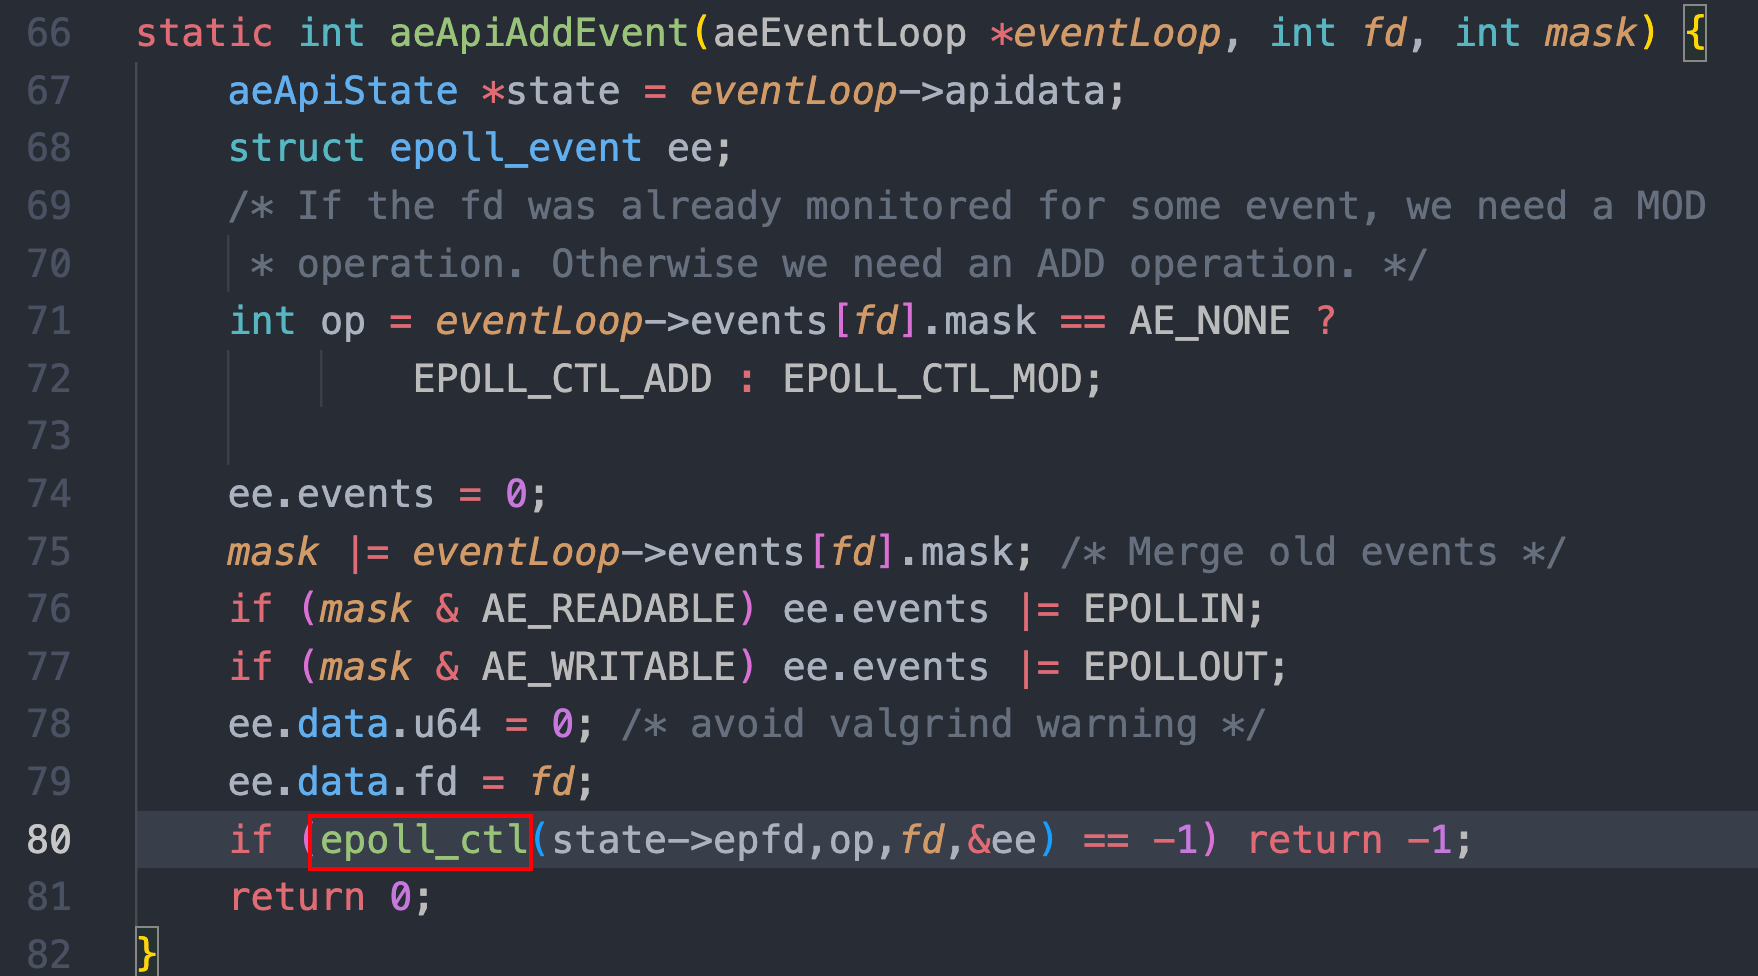 66 static int aeApiAddEvent(aeEventLoop *eventLoop, int fd, int mask) {
67     aeApiState *state = eventLoop->apidata;
68     struct epoll_event ee;
69     /* If the fd was already monitored for some event, we need a MOD
70      * operation. Otherwise we need an ADD operation. */
71     int op = eventLoop->events[fd].mask == AE_NONE ?
72             EPOLL_CTL_ADD : EPOLL_CTL_MOD;
73
74     ee.events = 0;
75     mask |= eventLoop->events[fd].mask; /* Merge old events */
76     if (mask & AE_READABLE) ee.events |= EPOLLIN;
77     if (mask & AE_WRITABLE) ee.events |= EPOLLOUT;
78     ee.data.u64 = 0; /* avoid valgrind warning */
79     ee.data.fd = fd;
80     if (epoll_ctl(state->epfd,op,fd,&ee) == -1) return -1;
81     return 0;
82 }